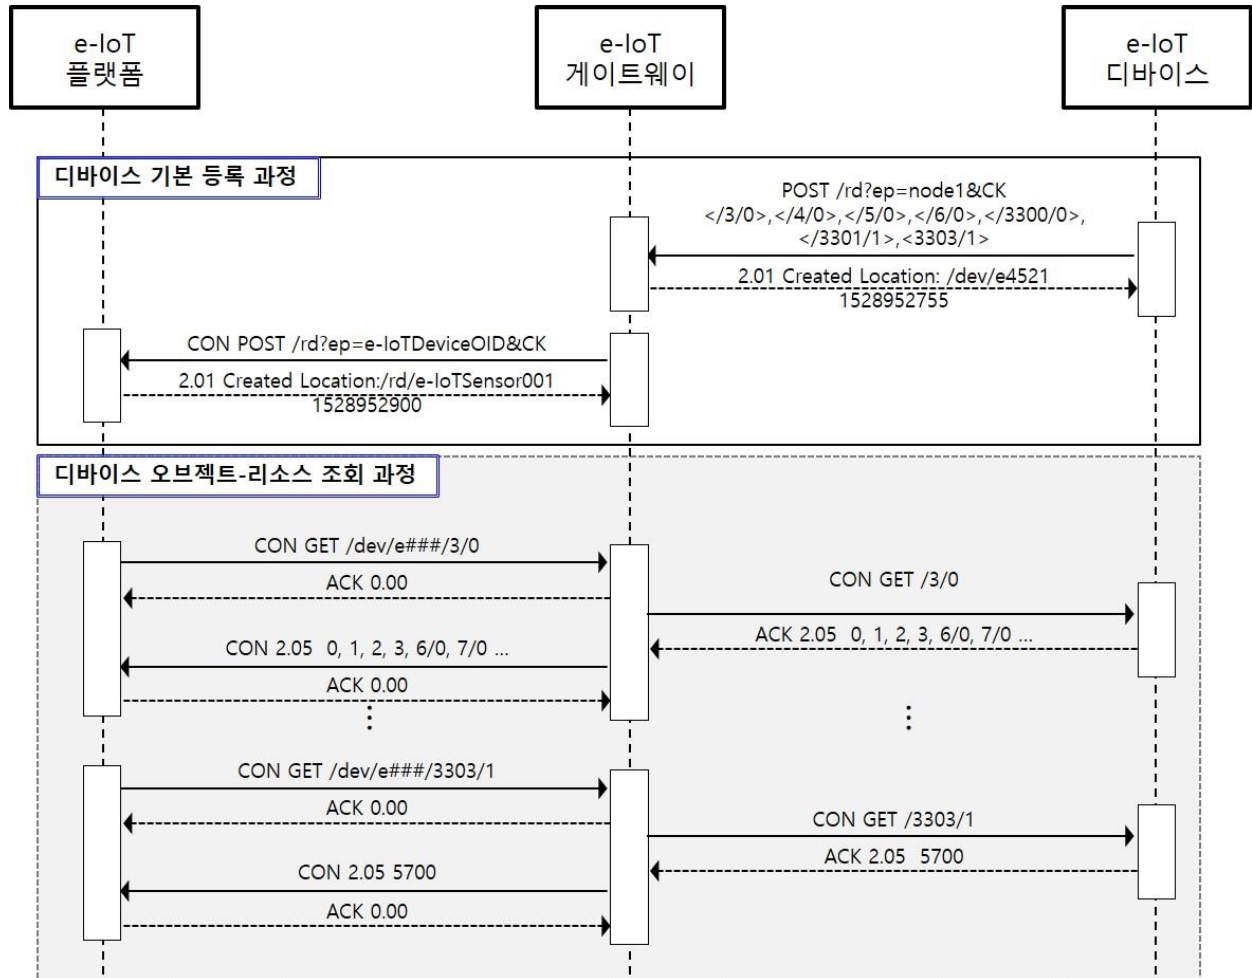 e-IoT
플랫폼
e-IoT
게이트웨이
e-IoT
디바이스
디바이스 기본 등록 과정
POST /rd?ep=node1&CK
</3/0>,</4/0>,</5/0>,</6/0>,</3300/0>,
</3301/1>,<3303/1>
2.01 Created Location: /dev/e4521
1528952755
CON POST /rd?ep=e-IoTDeviceOID&CK
2.01 Created Location:/rd/e-IoTSensor001
1528952900
디바이스 오브젝트-리소스 조회 과정
CON GET /dev/e###/3/0
ACK 0.00
CON GET /3/0
ACK 2.05 0, 1, 2, 3, 6/0, 7/0 ...
CON 2.05 0, 1, 2, 3, 6/0, 7/0 ...
ACK 0.00
⋮
⋮
CON GET /dev/e###/3303/1
ACK 0.00
CON GET /3303/1
ACK 2.05 5700
CON 2.05 5700
ACK 0.00